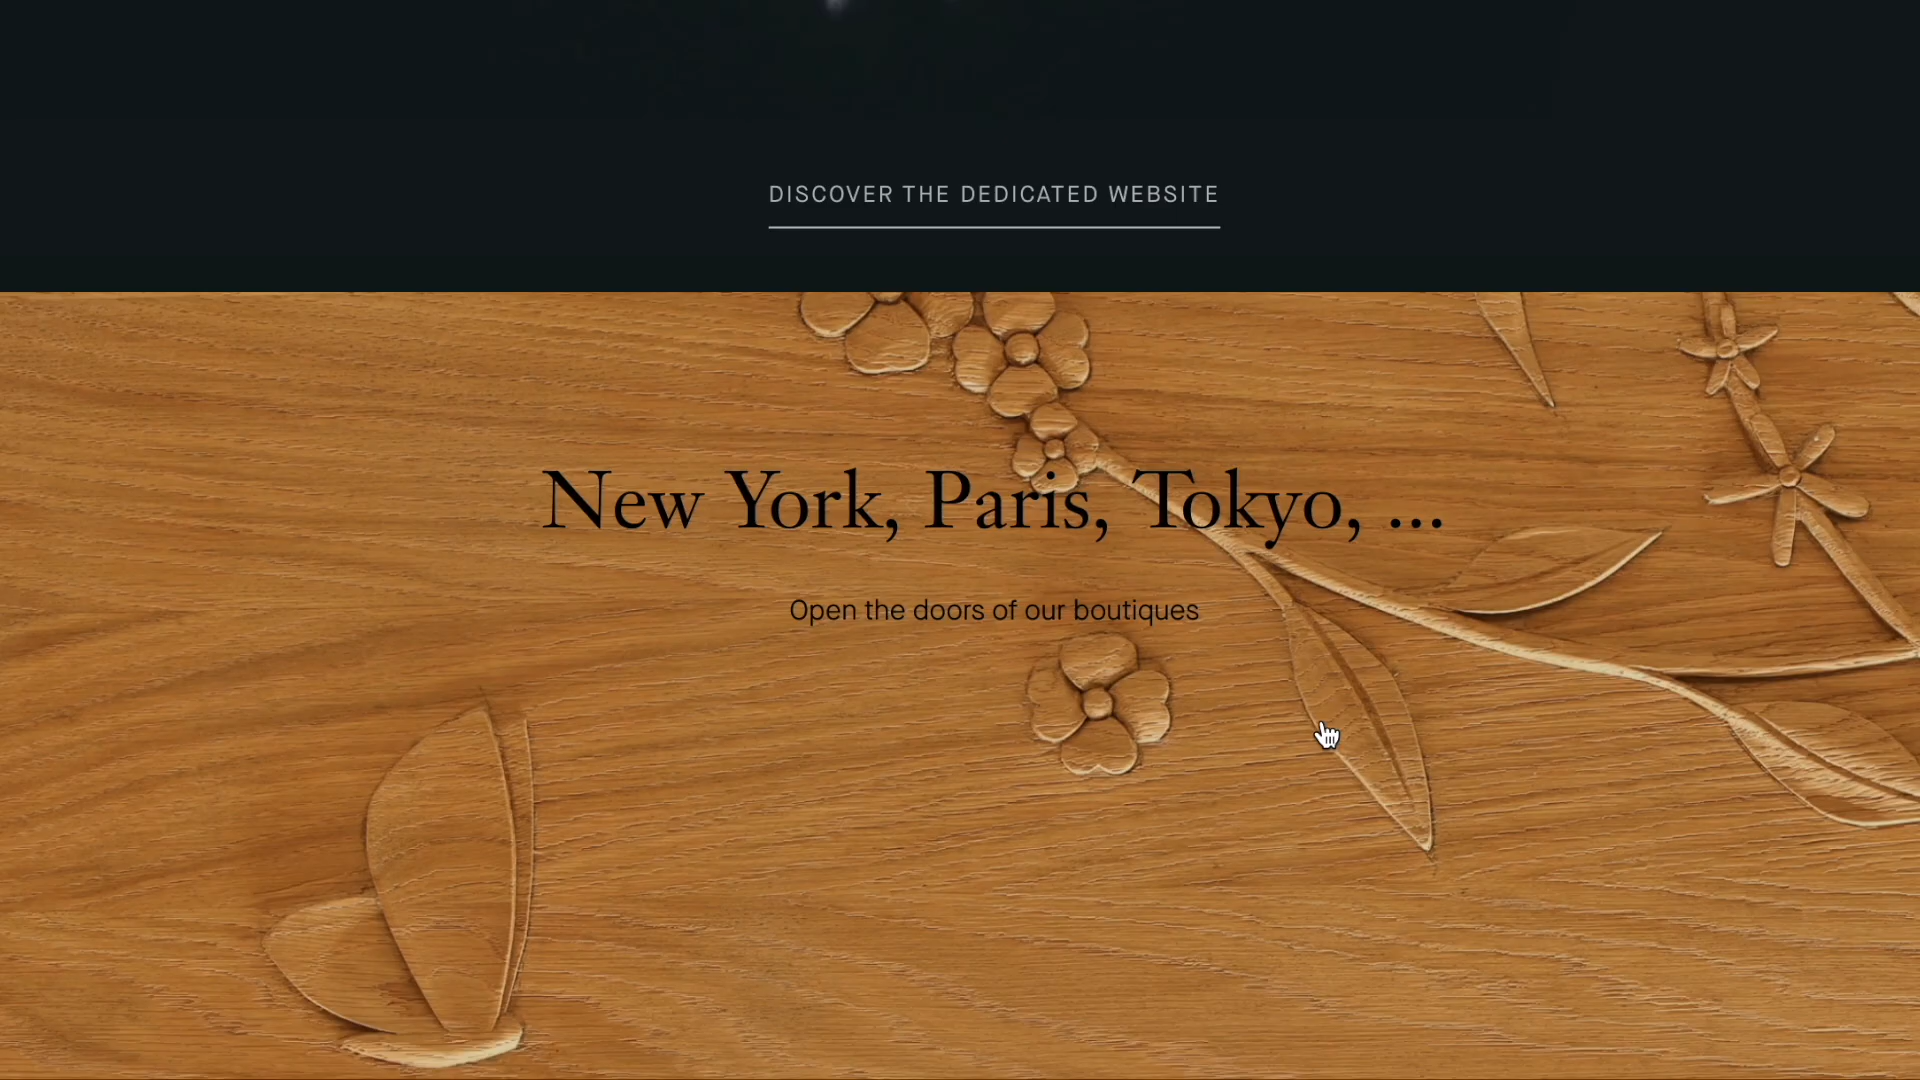 DISCOVER THE DEDICATED WEBSITE
New York, Paris, Tokyo, ...
Open the doors of our boutiques